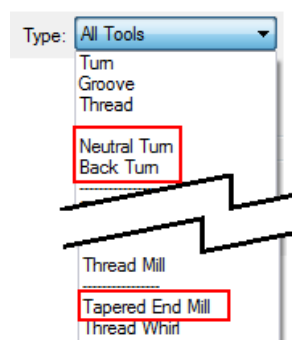 Type: All Tools
Turn
Groove
Thread
Neutral Turn
Back Turn
---------------
Thread Mill
---------------
Tapered End Mill
Thread Whirl